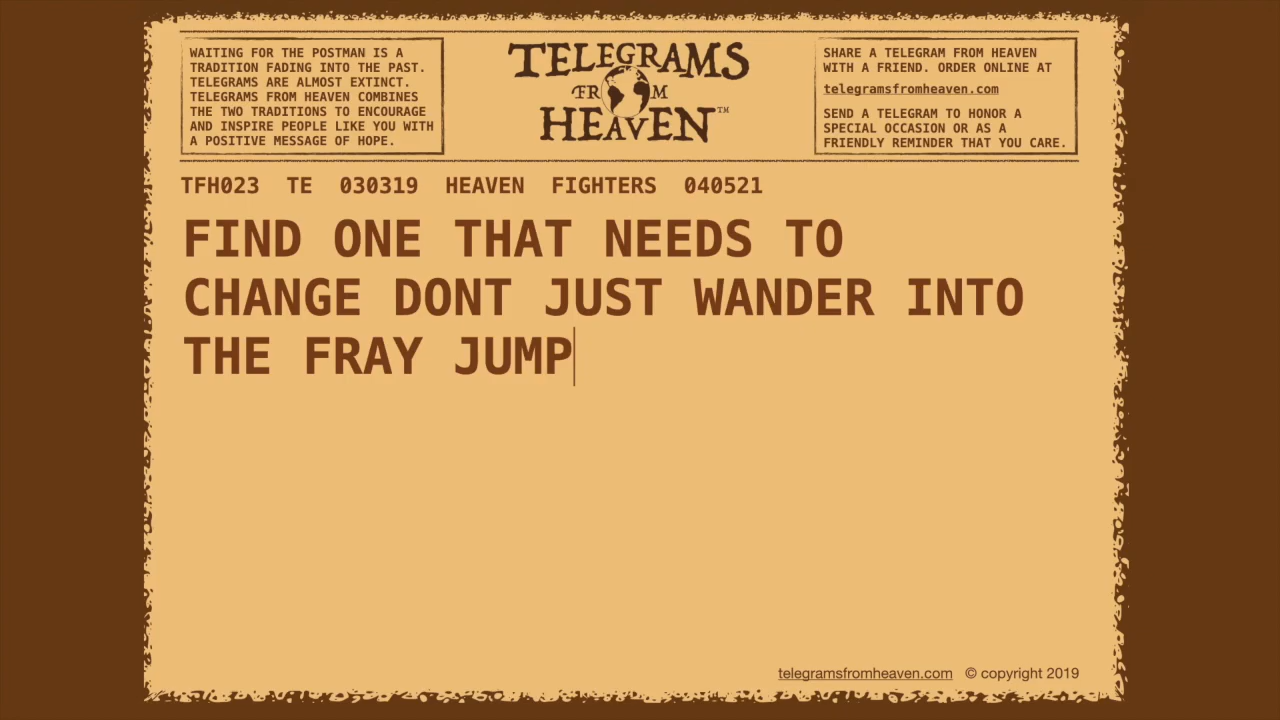 WAITING FOR THE POSTMAN IS A
TRADITION FADING INTO THE PAST.
TELEGRAMS ARE ALMOST EXTINCT.
TELEGRAMS FROM HEAVEN COMBINES
THE TWO TRADITIONS TO ENCOURAGE
AND INSPIRE PEOPLE LIKE YOU WITH
A POSITIVE MESSAGE OF HOPE.
TELEGRAMS
FROM
HEAVEN™
SHARE A TELEGRAM FROM HEAVEN
WITH A FRIEND. ORDER ONLINE AT
telegramsfromheaven.com
SEND A TELEGRAM TO HONOR A
SPECIAL OCCASION OR AS A
FRIENDLY REMINDER THAT YOU CARE.
TFH023 TE 030319 HEAVEN FIGHTERS 040521
FIND ONE THAT NEEDS TO
CHANGE DONT JUST WANDER INTO
THE FRAY JUMP
telegramsfromheaven.com © copyright 2019